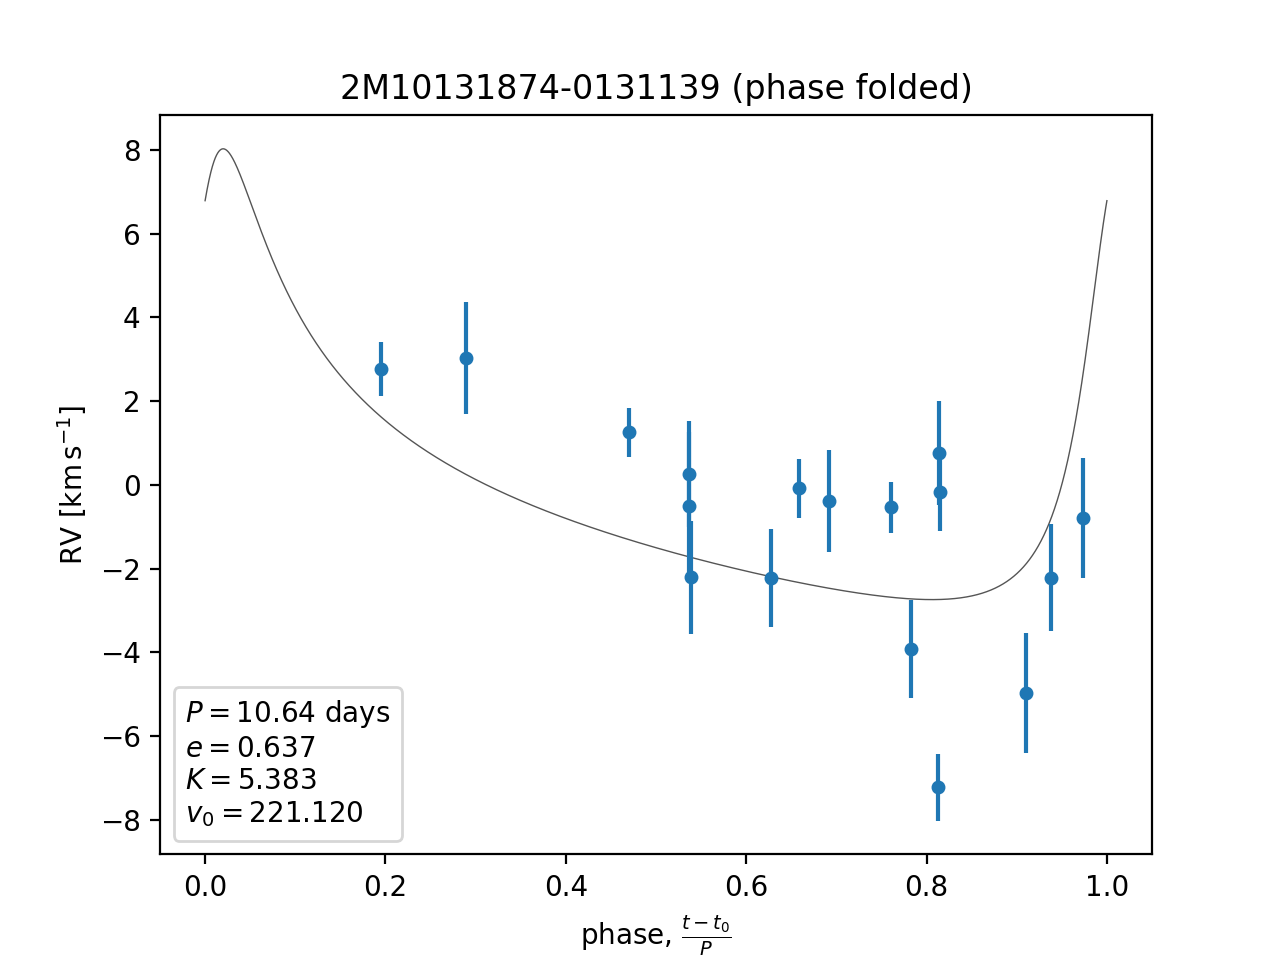 2M10131874-0131139 (phase folded)
8
6
4
2
0
−2
−4
−6
−8
RV [km s⁻¹]
P = 10.64 days
e = 0.637
K = 5.383
v₀ = 221.120
0.0 0.2 0.4 0.6 0.8 1.0
phase, (t − t₀)/P